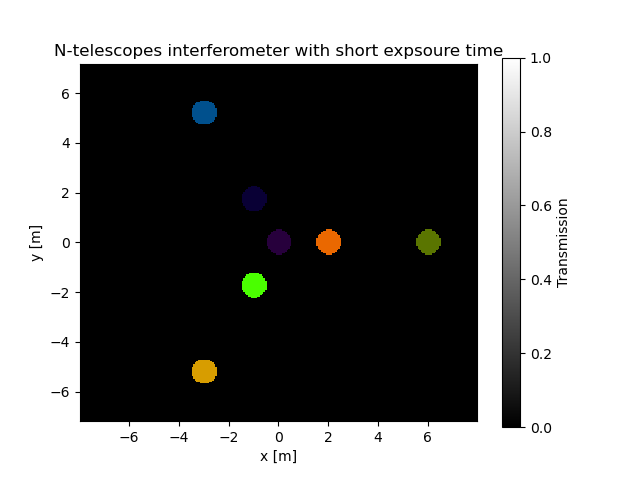 N-telescopes interferometer with short expsoure time
6
4
2
0
−2
−4
−6
y [m]
−6 −4 −2 0 2 4 6
x [m]
1.0
0.8
0.6
0.4
0.2
0.0
Transmission